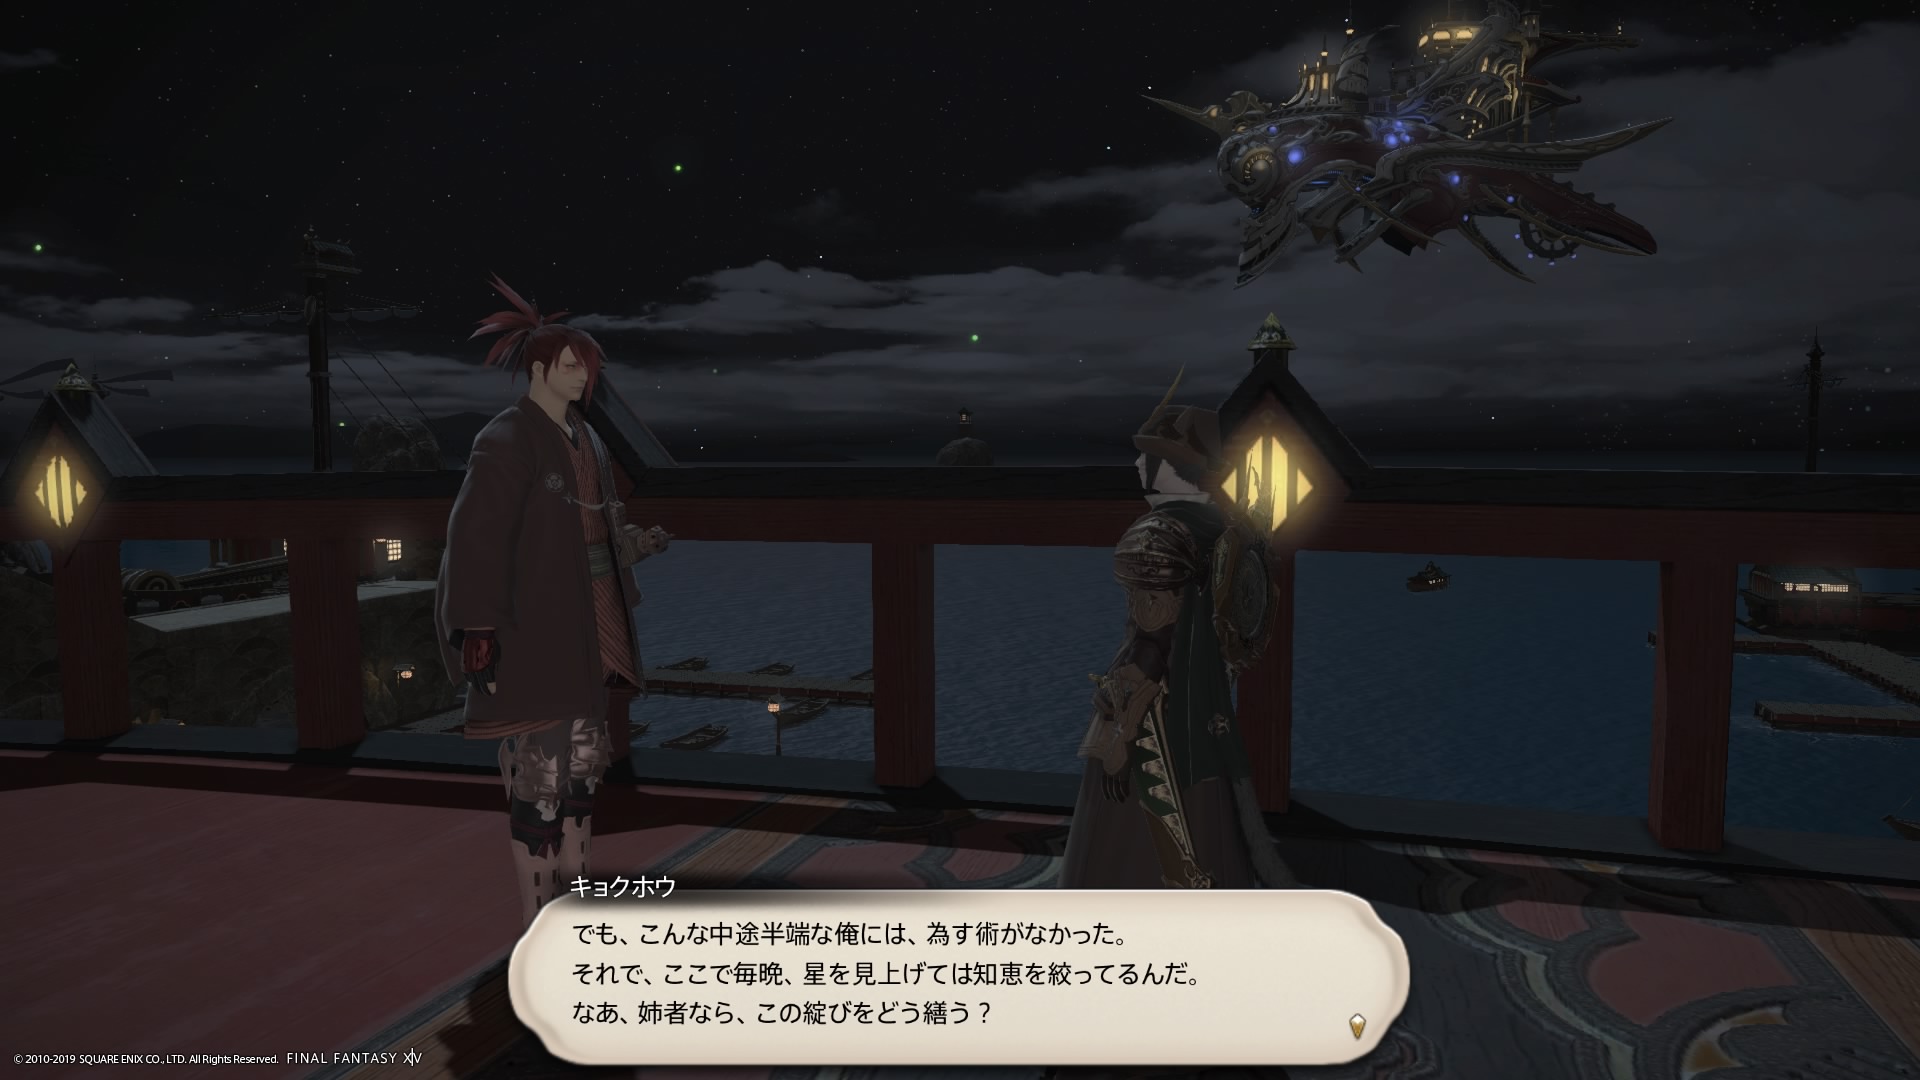 キョクホウ
でも、こんな中途半端な俺には、為す術がなかった。
それで、ここで毎晩、星を見上げては知恵を絞ってるんだ。
なあ、姉者なら、この綻びをどう繕う？
© 2010-2019 SQUARE ENIX CO., LTD. All Rights Reserved. FINAL FANTASY XIV